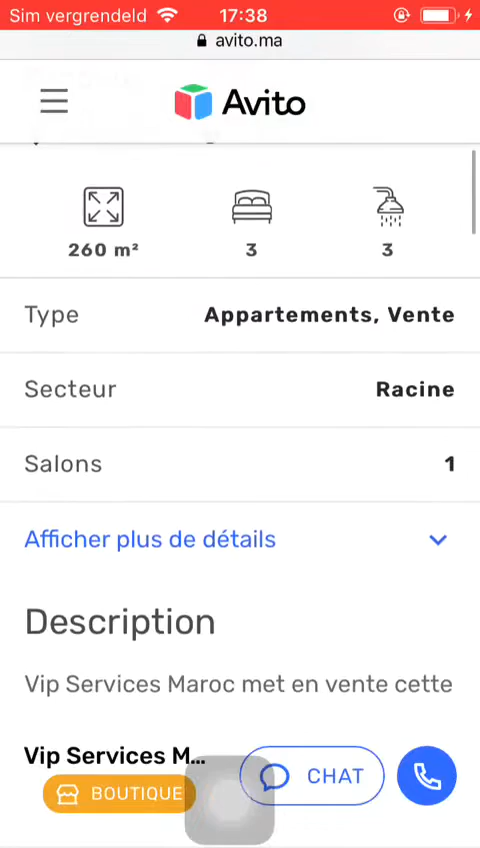 Sim vergrendeld 17:38
avito.ma
Avito
260 m² 3 3
Type Appartements, Vente
Secteur Racine
Salons 1
Afficher plus de détails
Description
Vip Services Maroc met en vente cette
Vip Services M...
BOUTIQUE
CHAT